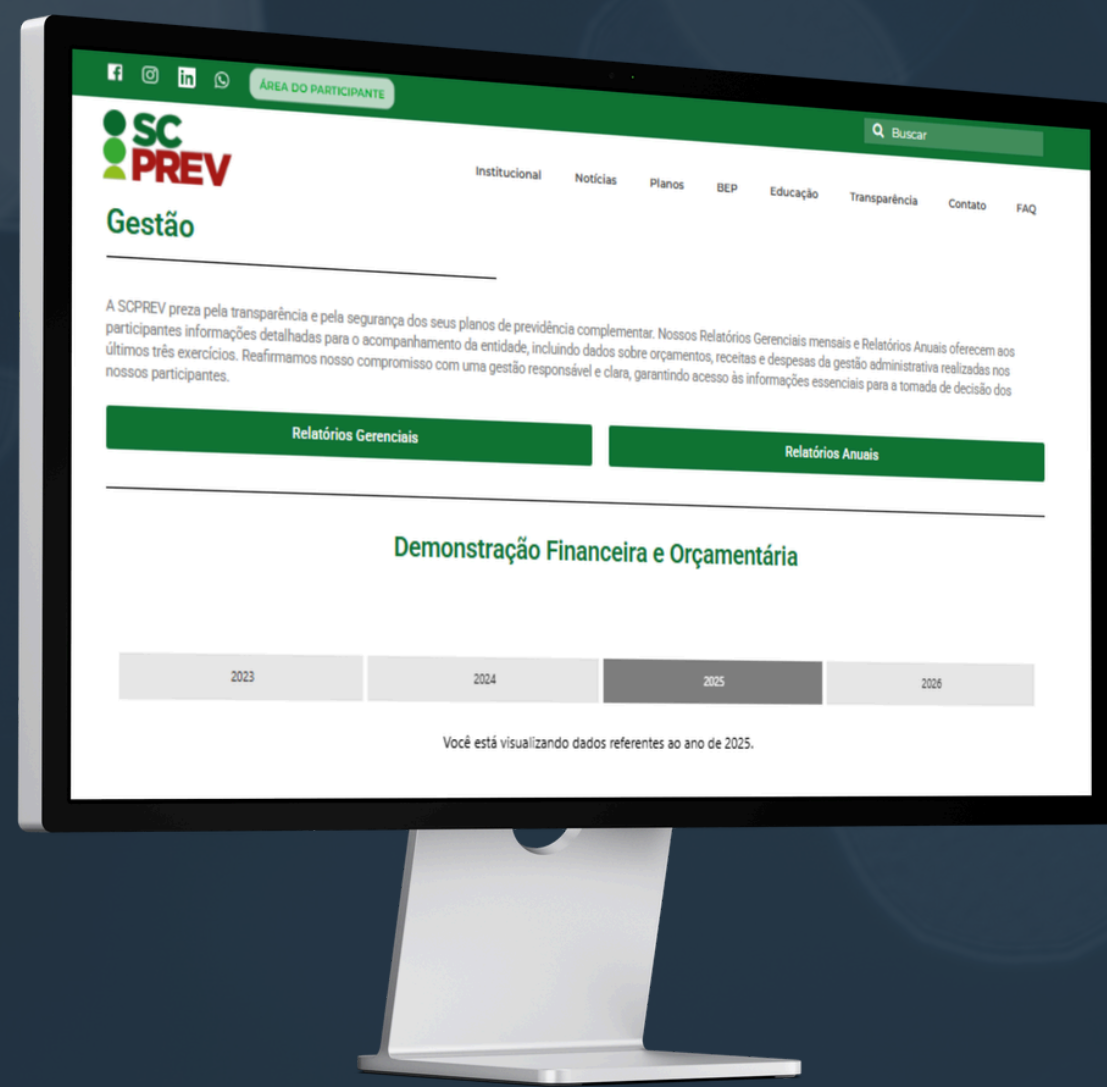 ÁREA DO PARTICIPANTE
Buscar
SC
PREV
Institucional Notícias Planos BEP Educação Transparência Contato FAQ
Gestão
A SCPREV preza pela transparência e pela segurança dos seus planos de previdência complementar. Nossos Relatórios Gerenciais mensais e Relatórios Anuais oferecem aos
participantes informações detalhadas para o acompanhamento da entidade, incluindo dados sobre orçamentos, receitas e despesas da gestão administrativa realizadas nos
últimos três exercícios. Reafirmamos nosso compromisso com uma gestão responsável e clara, garantindo acesso às informações essenciais para a tomada de decisão dos
nossos participantes.
Relatórios Gerenciais
Relatórios Anuais
Demonstração Financeira e Orçamentária
2023 2024 2025 2026
Você está visualizando dados referentes ao ano de 2025.